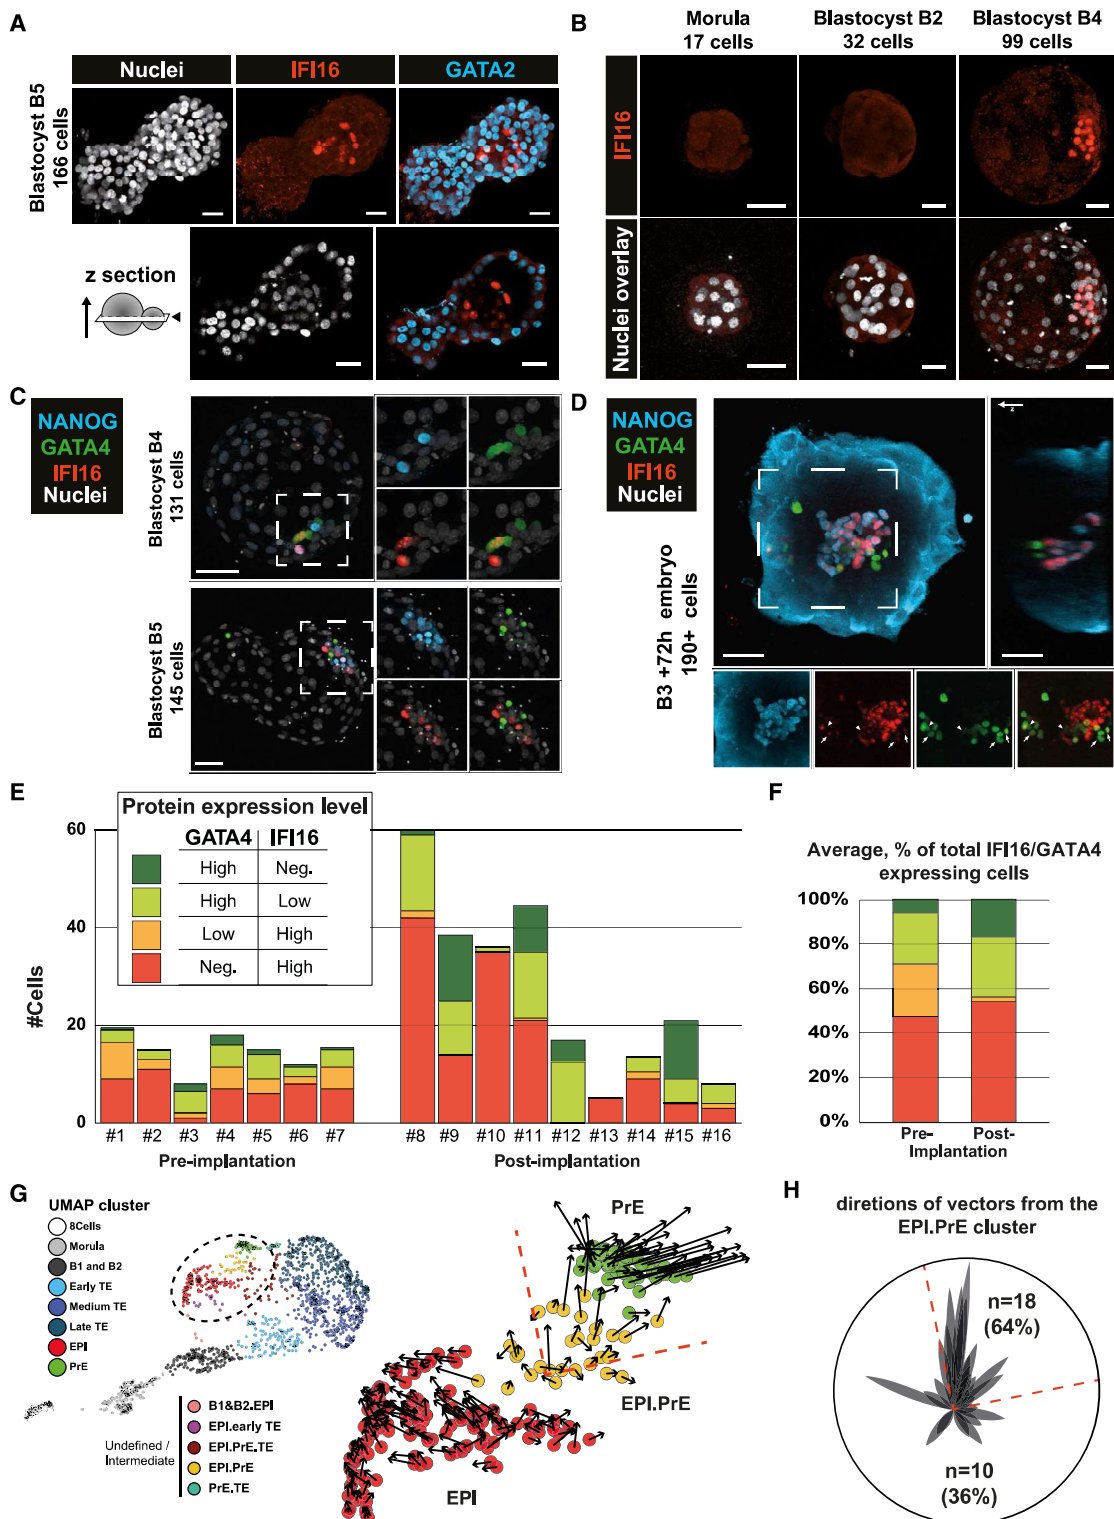 A
Nuclei
IFI16
GATA2
Blastocyst B5
166 cells
z section
B
Morula
17 cells
Blastocyst B2
32 cells
Blastocyst B4
99 cells
IFI16
Nuclei overlay
C
NANOG
GATA4
IFI16
Nuclei
Blastocyst B4
131 cells
Blastocyst B5
145 cells
D
NANOG
GATA4
IFI16
Nuclei
z
B3 +72h embryo
190+ cells
E
Protein expression level
GATA4 IFI16
High Neg.
High Low
Low High
Neg. High
#Cells
60
40
20
0
#1 #2 #3 #4 #5 #6 #7 #8 #9 #10 #11 #12 #13 #14 #15 #16
Pre-implantation Post-implantation
F
Average, % of total IFI16/GATA4
expressing cells
100%
80%
60%
40%
20%
0%
Pre- Post-
Implantation
G
UMAP cluster
8Cells
Morula
B1 and B2
Early TE
Medium TE
Late TE
EPI
PrE
Undefined /
Intermediate
B1&B2.EPI
EPI.early TE
EPI.PrE.TE
EPI.PrE
PrE.TE
PrE
EPI.PrE
EPI
H
diretions of vectors from the
EPI.PrE cluster
n=18
(64%)
n=10
(36%)